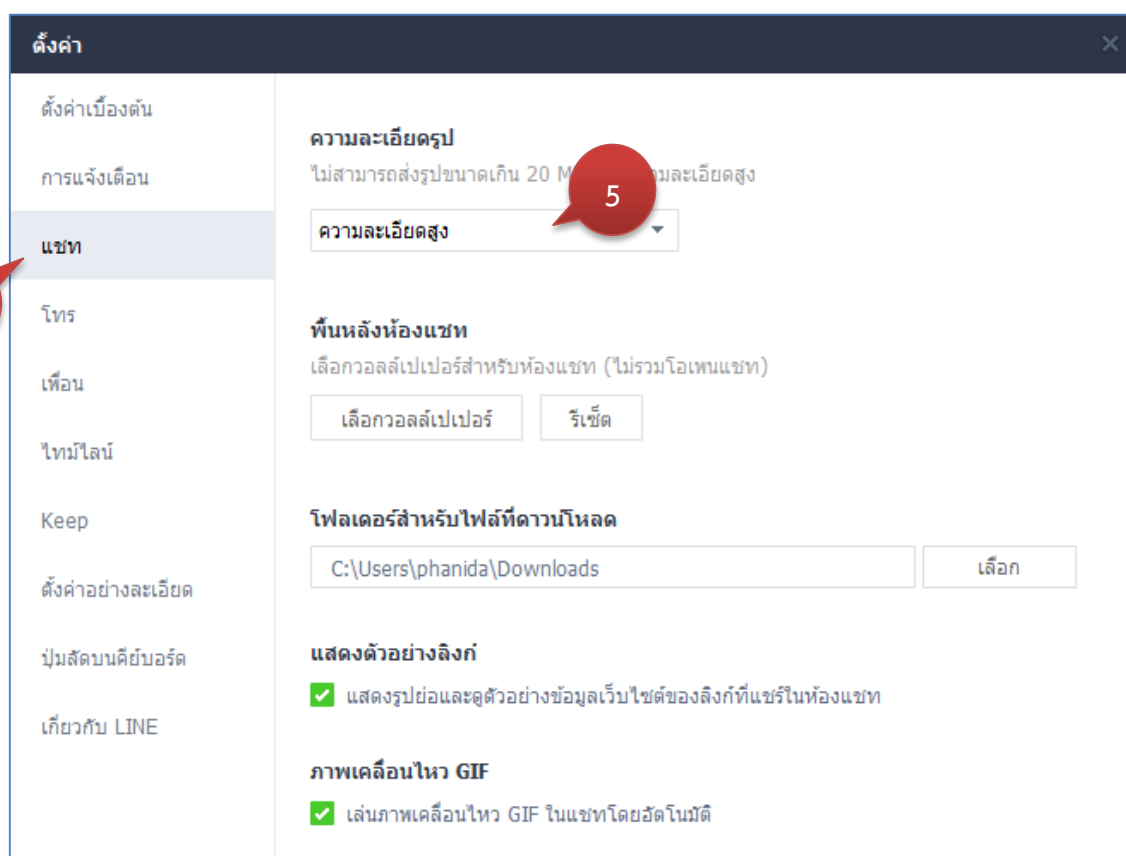 ตั้งค่า
ตั้งค่าเบื้องต้น
การแจ้งเตือน
แชท
โทร
เพื่อน
ไทม์ไลน์
Keep
ตั้งค่าอย่างละเอียด
ปุ่มลัดบนคีย์บอร์ด
เกี่ยวกับ LINE
ความละเอียดรูป
ไม่สามารถส่งรูปขนาดเกิน 20 M มละเอียดสูง
5
ความละเอียดสูง
พื้นหลังห้องแชท
เลือกวอลล์เปเปอร์สำหรับห้องแชท (ไม่รวมโอเพนแชท)
เลือกวอลล์เปเปอร์ รีเซ็ต
โฟลเดอร์สำหรับไฟล์ที่ดาวน์โหลด
C:\Users\phanida\Downloads เลือก
แสดงตัวอย่างลิงก์
แสดงรูปย่อและดูตัวอย่างข้อมูลเว็บไซต์ของลิงก์ที่แชร์ในห้องแชท
ภาพเคลื่อนไหว GIF
เล่นภาพเคลื่อนไหว GIF ในแชทโดยอัตโนมัติ